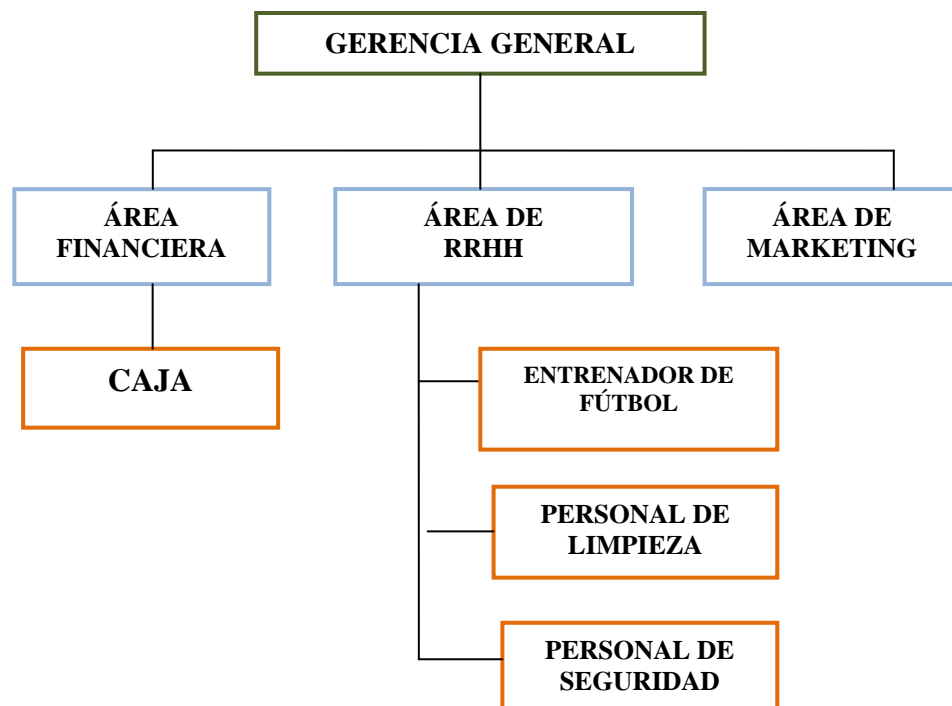 GERENCIA GENERAL
ÁREA
FINANCIERA
ÁREA DE
RRHH
ÁREA DE
MARKETING
CAJA
ENTRENADOR DE
FÚTBOL
PERSONAL DE
LIMPIEZA
PERSONAL DE
SEGURIDAD